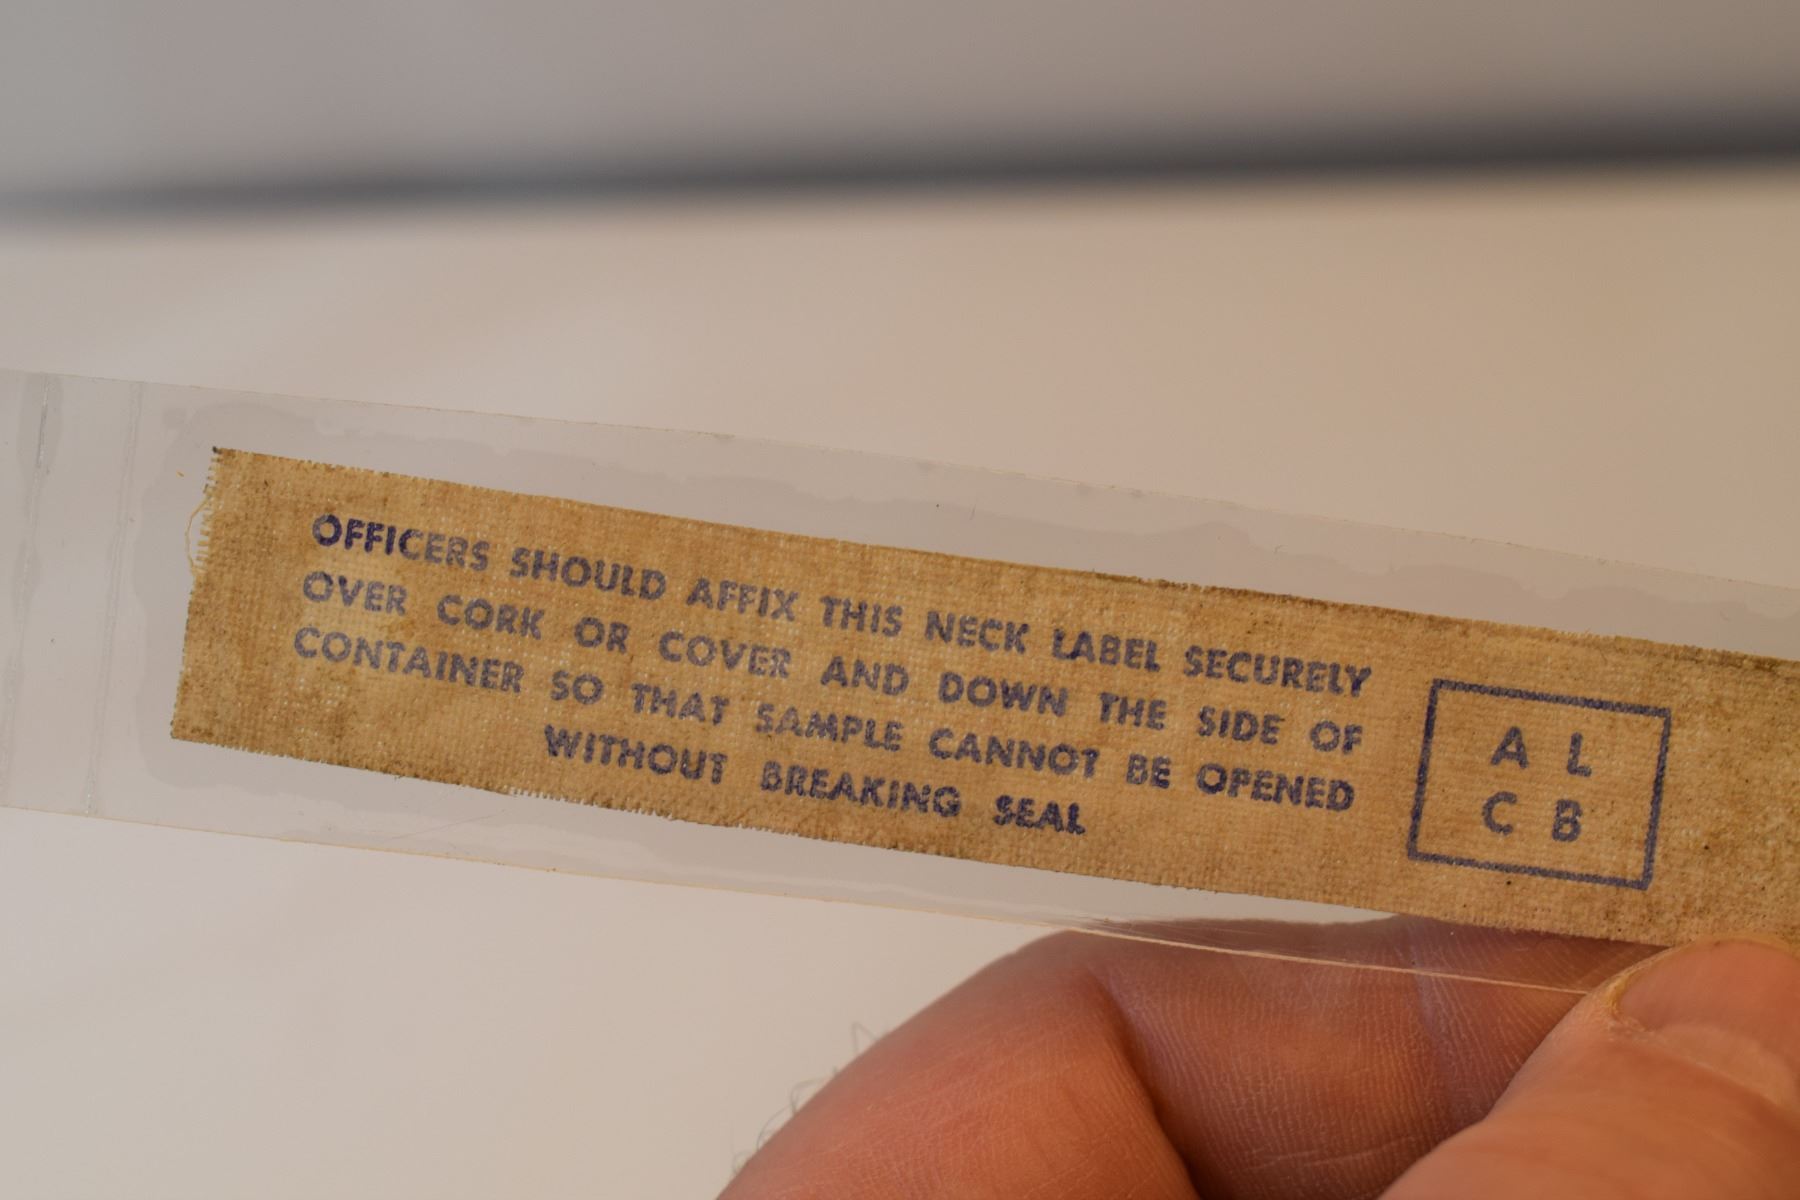 OFFICERS SHOULD AFFIX THIS NECK LABEL SECURELY
OVER CORK OR COVER AND DOWN THE SIDE OF
CONTAINER SO THAT SAMPLE CANNOT BE OPENED
WITHOUT BREAKING SEAL
A L
C B